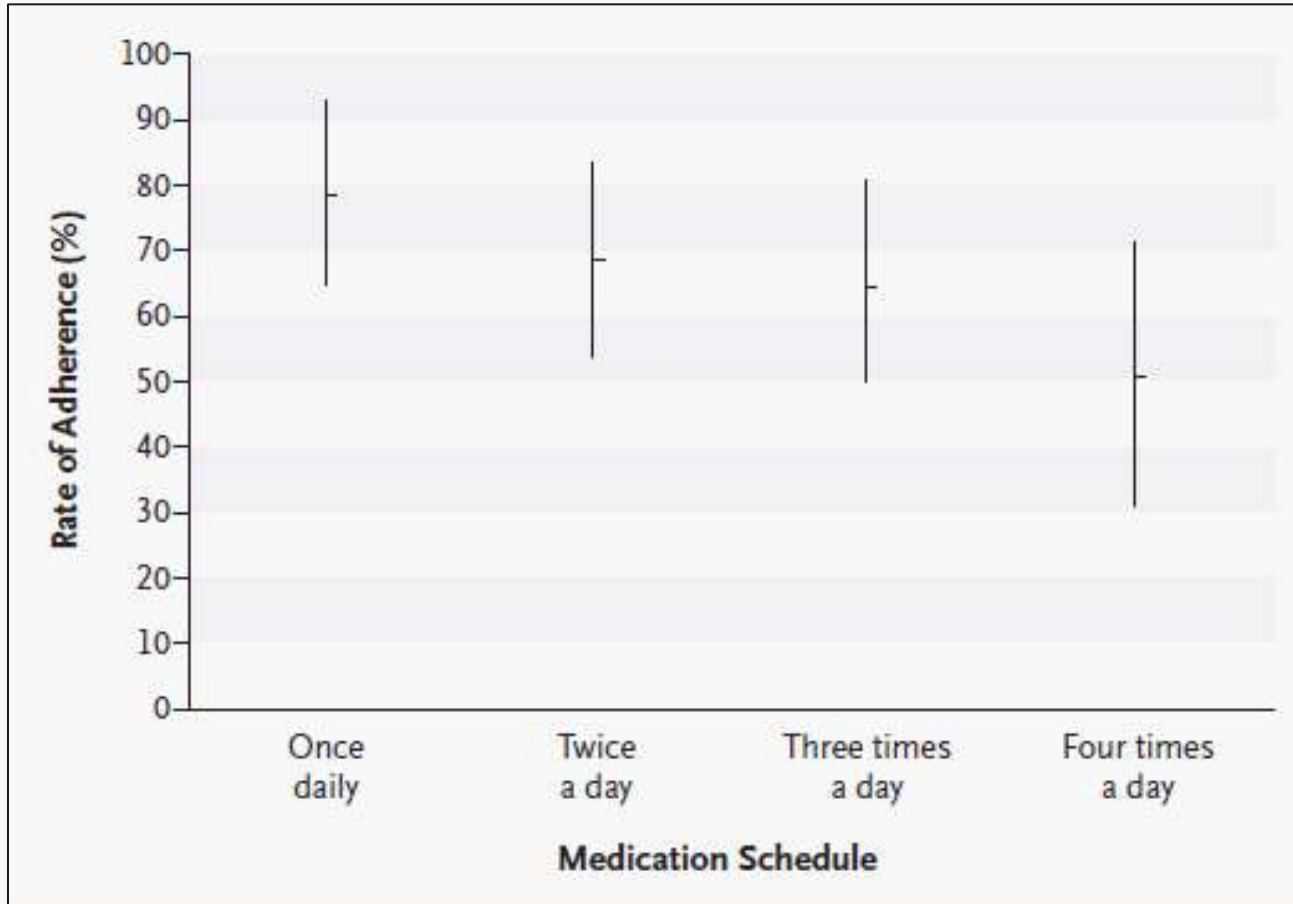 100
90
80
70
60
50
40
30
20
10
0
Rate of Adherence (%)
Once
daily
Twice
a day
Three times
a day
Four times
a day
Medication Schedule